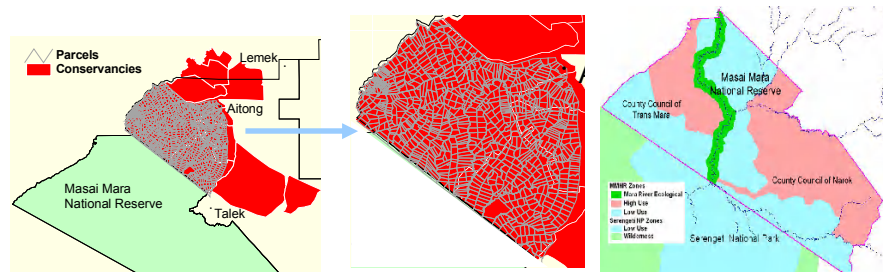 Parcels
Conservancies
Lemek
Aitong
Masai Mara
National Reserve
Talek
Masai Mara
National Reserve
County Council of
Trans Mara
County Council of Narok
MMNR Zones
Mara River Ecological
High Use
Low Use
Serengeti NP Zones
Low Use
Wilderness
Serengeti National Park